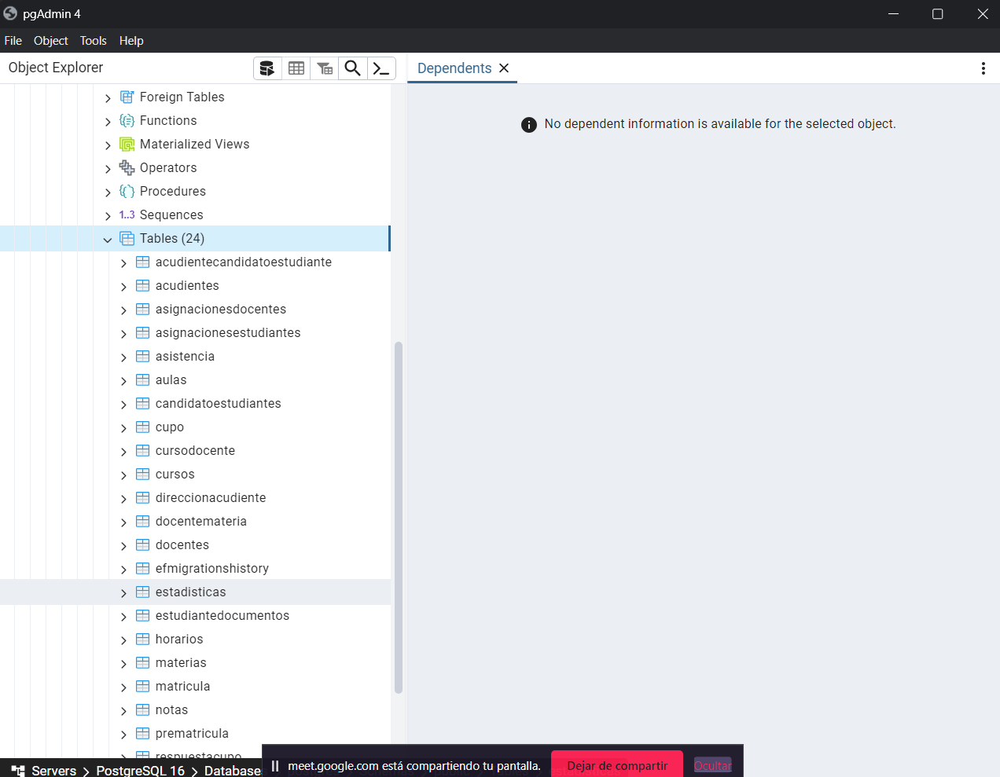 pgAdmin 4
File Object Tools Help
Object Explorer
Dependents
No dependent information is available for the selected object.
Foreign Tables
Functions
Materialized Views
Operators
Procedures
1..3 Sequences
Tables (24)
acudientecandidatoestudiante
acudientes
asignacionesdocentes
asignacionesestudiantes
asistencia
aulas
candidatoestudiantes
cupo
cursodocente
cursos
direccionacudiente
docentemateria
docentes
efmigrationshistory
estadisticas
estudiantedocumentos
horarios
materias
matricula
notas
prematricula
respuestacupo
Servers > PostgreSQL 16 > Database
meet.google.com está compartiendo tu pantalla. Dejar de compartir Ocultar